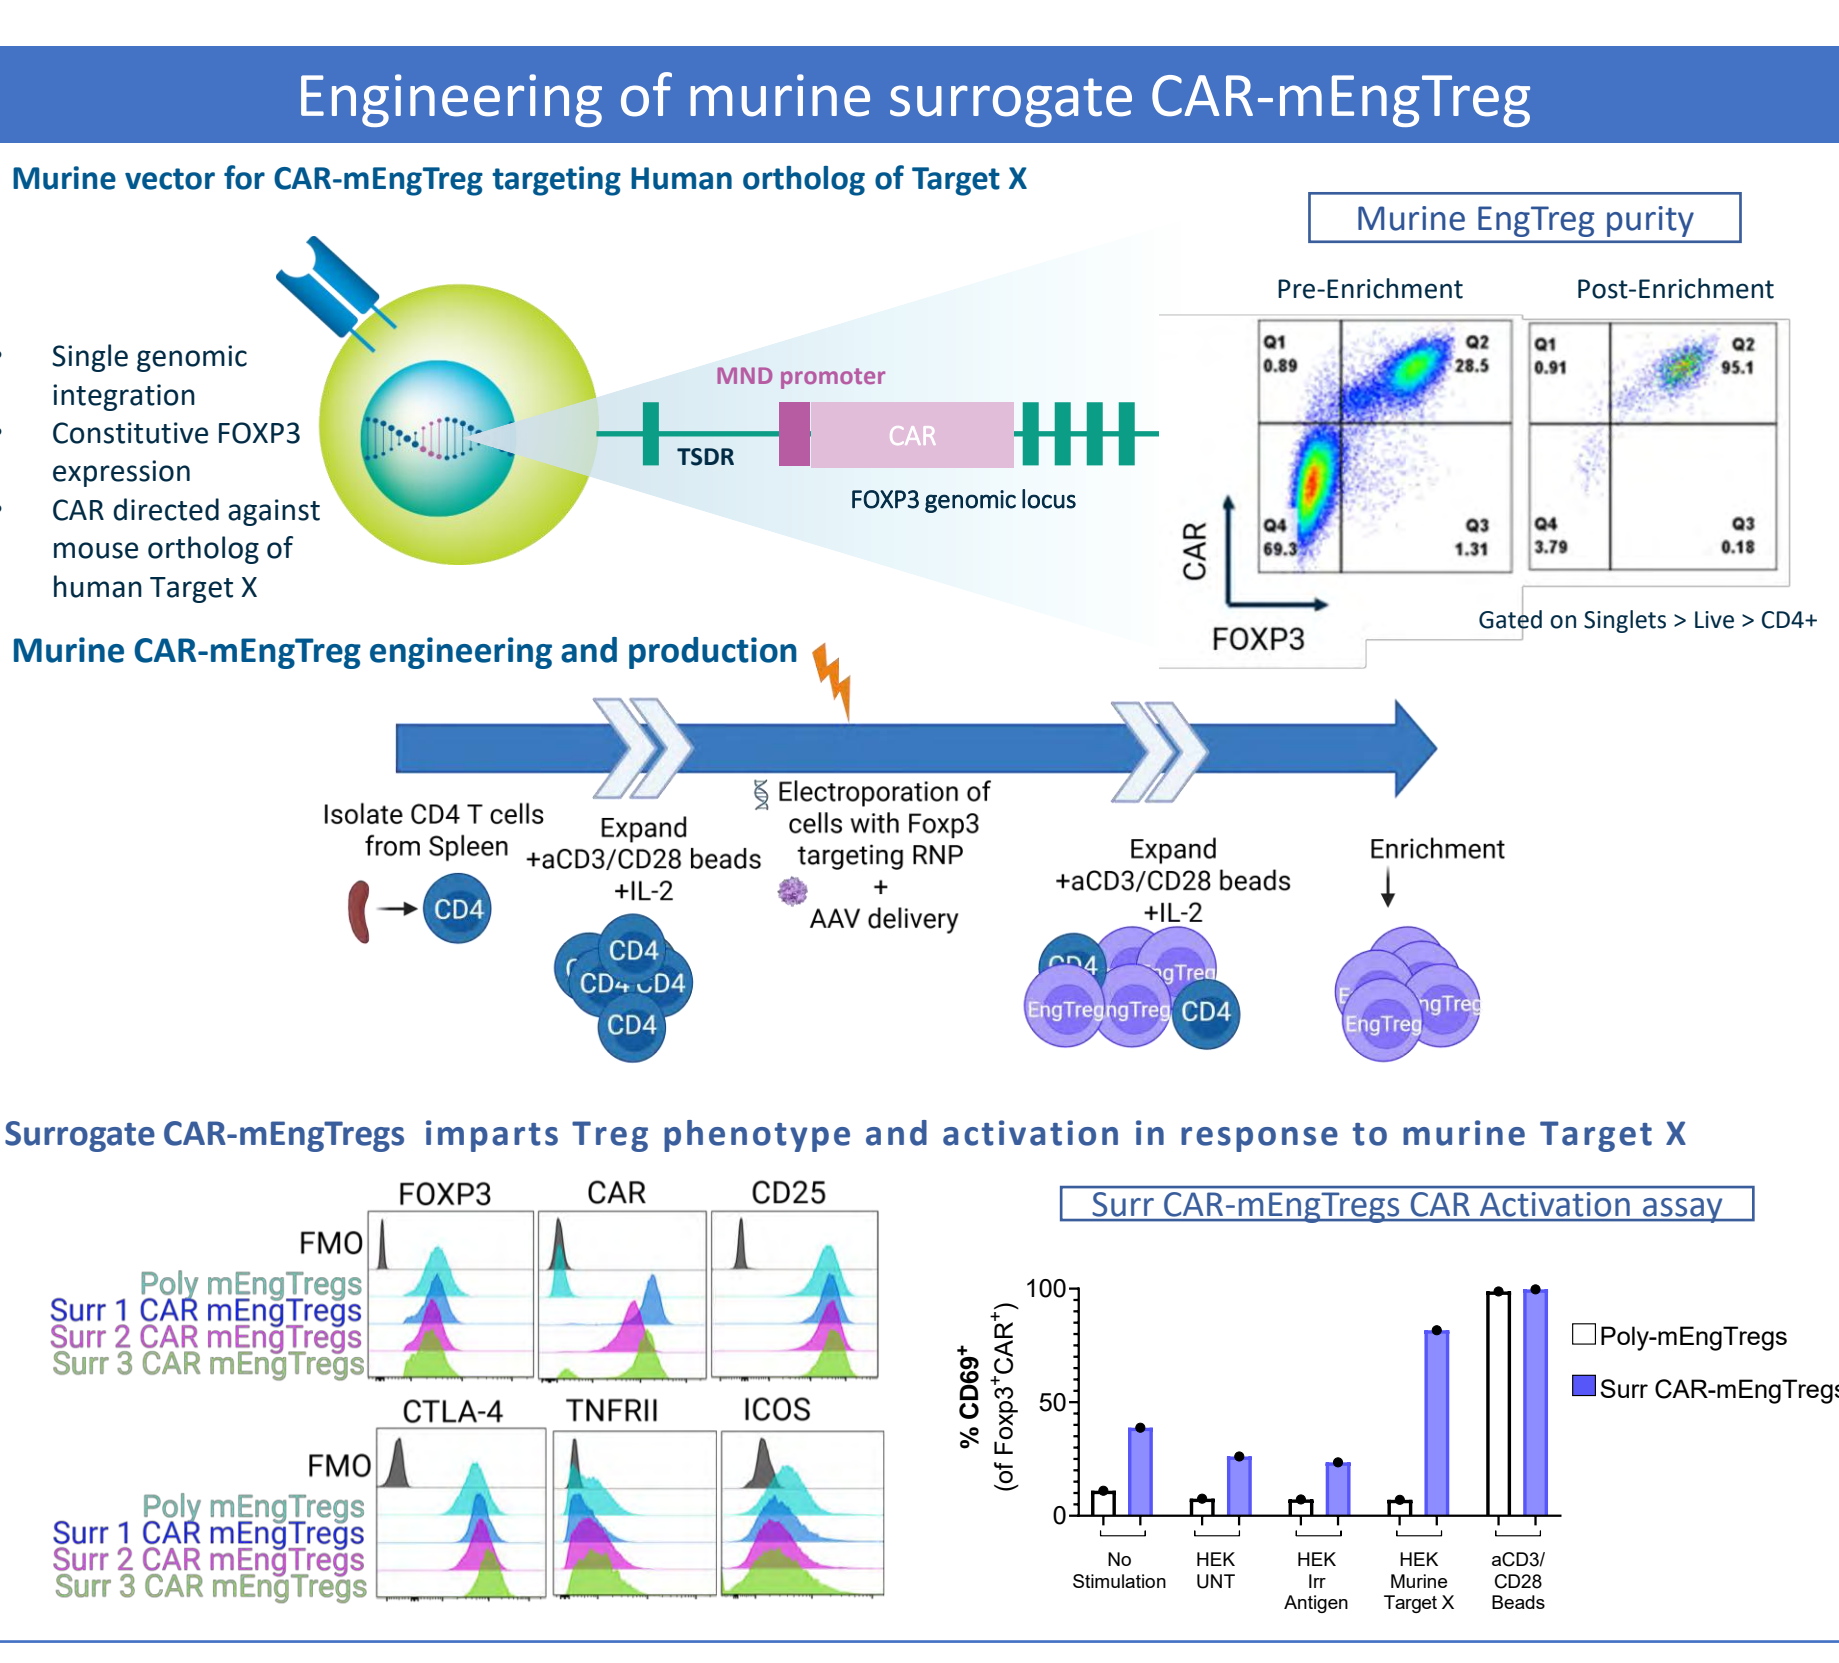 Engineering of murine surrogate CAR-mEngTreg
Murine vector for CAR-mEngTreg targeting Human ortholog of Target X
• Single genomic
integration
• Constitutive FOXP3
expression
• CAR directed against
mouse ortholog of
human Target X
MND promoter
CAR
TSDR
FOXP3 genomic locus
Murine EngTreg purity
Pre-Enrichment
Post-Enrichment
Q1
0.89
Q2
28.5
Q4
69.3
Q3
1.31
Q1
0.91
Q2
95.1
Q4
3.79
Q3
0.18
CAR
FOXP3
Gated on Singlets > Live > CD4+
Murine CAR-mEngTreg engineering and production
Isolate CD4 T cells
from Spleen
CD4
Expand
+aCD3/CD28 beads
+IL-2
CD4
CD4
CD4
CD4
Electroporation of
cells with Foxp3
targeting RNP
+
AAV delivery
Expand
+aCD3/CD28 beads
+IL-2
CD4
ngTreg
EngTreg
ngTreg
CD4
Enrichment
ngTreg
EngTreg
Surrogate CAR-mEngTregs imparts Treg phenotype and activation in response to murine Target X
FOXP3
CAR
CD25
FMO
Poly mEngTregs
Surr 1 CAR mEngTregs
Surr 2 CAR mEngTregs
Surr 3 CAR mEngTregs
CTLA-4
TNFRII
ICOS
FMO
Poly mEngTregs
Surr 1 CAR mEngTregs
Surr 2 CAR mEngTregs
Surr 3 CAR mEngTregs
Surr CAR-mEngTregs CAR Activation assay
% CD69+
(of Foxp3+CAR+)
100
50
0
No
Stimulation
HEK
UNT
HEK
Irr
Antigen
HEK
Murine
Target X
aCD3/
CD28
Beads
Poly-mEngTregs
Surr CAR-mEngTregs